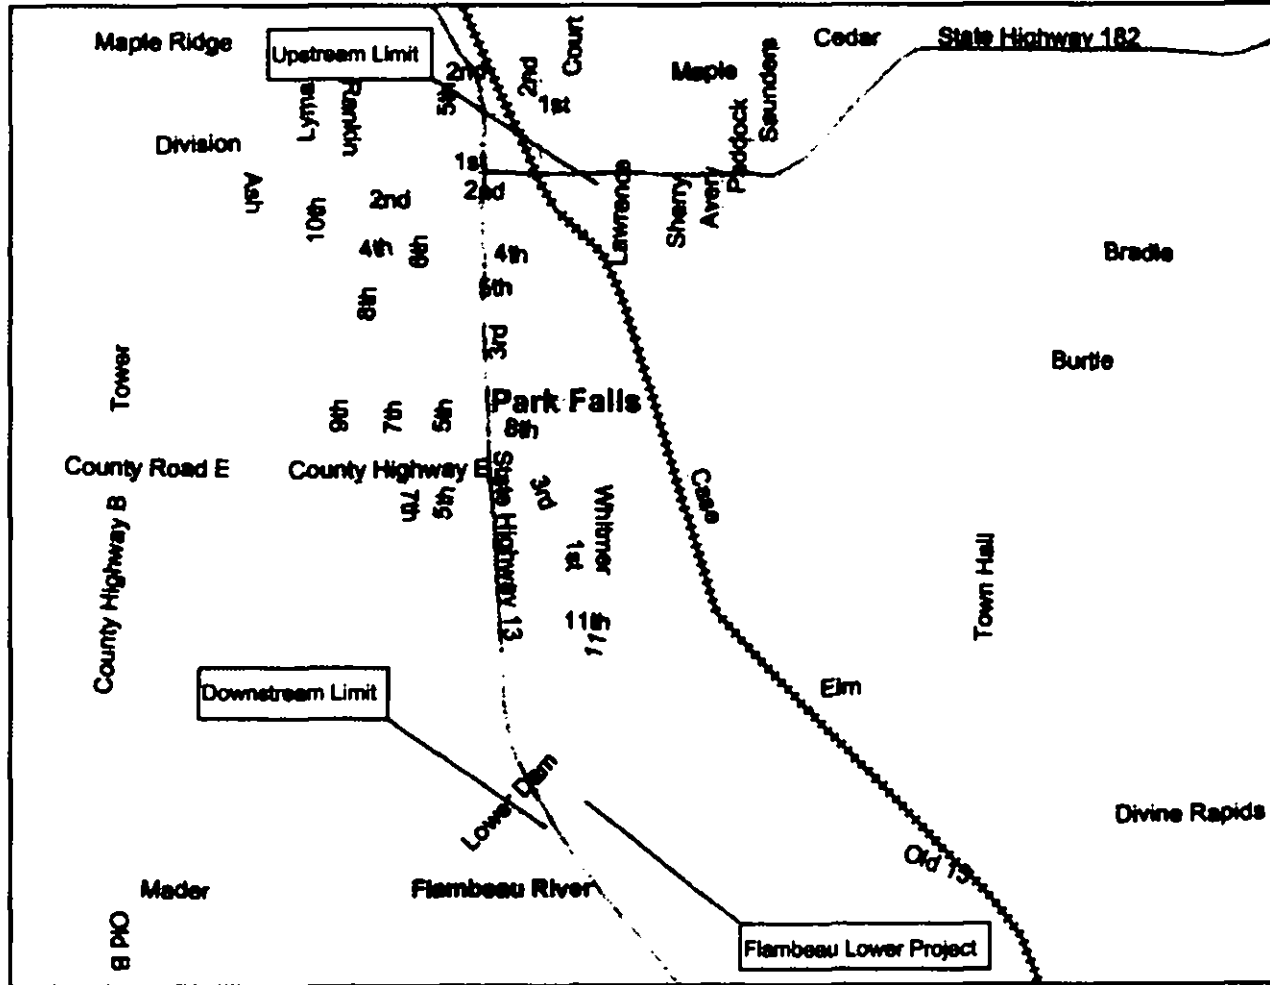 Maple Ridge
Upstream Limit
Court
Cedar
State Highway 182
2nd
2nd
Maple
Saunders
5th
1st
Rankin
Paddock
Division
1st
Ash
2nd
2nd
10th
Lawrence
Sherry
Avery
4th
6th
4th
Bradle
8th
5th
3rd
Tower
Burtle
Park Falls
9th
7th
5th
8th
County Road E
County Highway E
State Highway 13
3rd
Case
7th
5th
Whitmer
1st
County Highway B
Town Hall
11th
11th
Downstream Limit
Elm
Lower Dam
Divine Rapids
Old 13
Mader
Flambeau River
Old B
Flambeau Lower Project